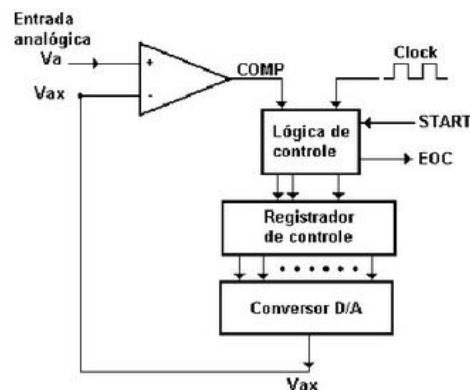 Entrada
analógica
Va
Vax
+
-
COMP
Clock
Lógica de
controle
START
EOC
Registrador
de controle
Conversor D/A
Vax